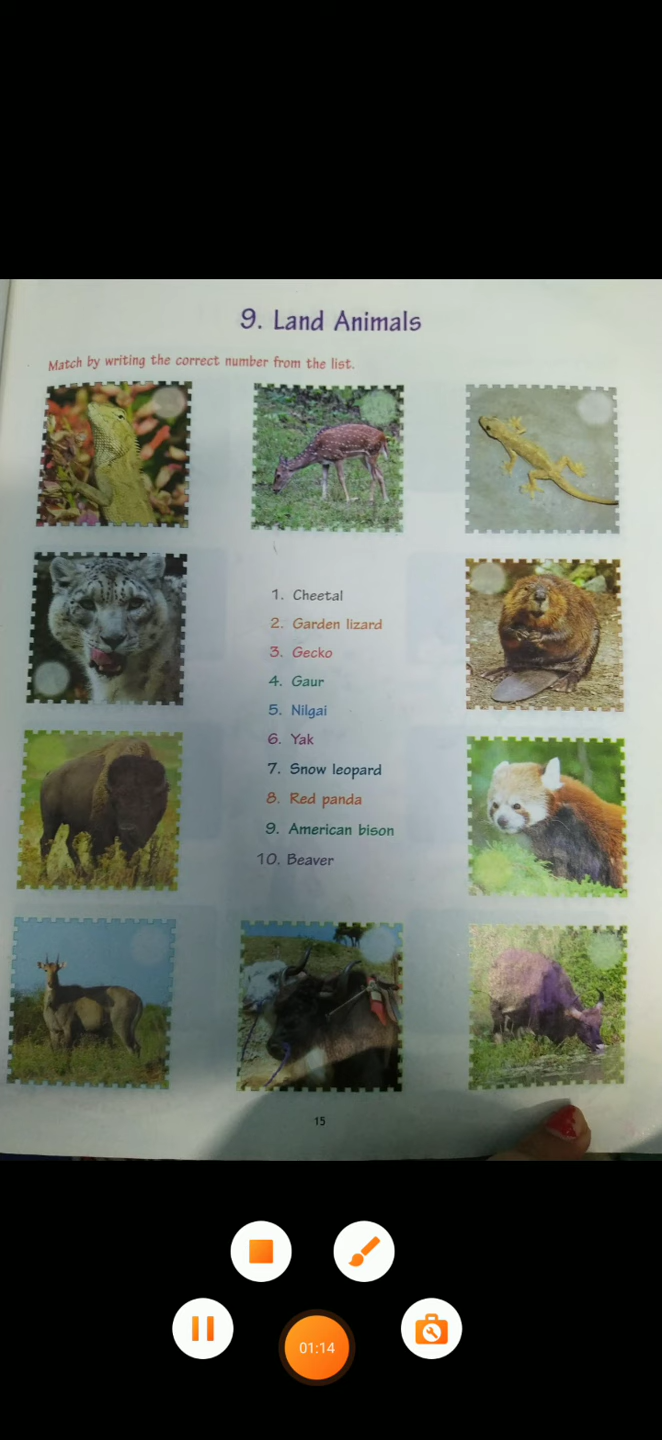 9. Land Animals
Match by writing the correct number from the list.
1. Cheetal
2. Garden lizard
3. Gecko
4. Gaur
5. Nilgai
6. Yak
7. Snow leopard
8. Red panda
9. American bison
10. Beaver
15
01:14